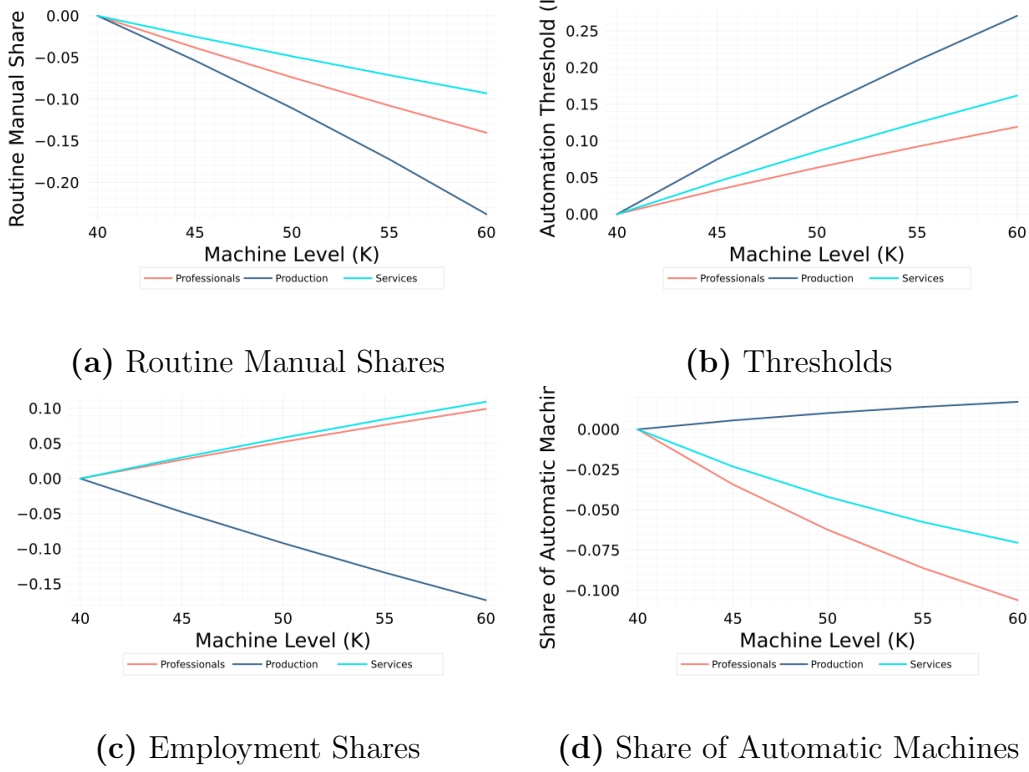 Routine Manual Share
0.00
−0.05
−0.10
−0.15
−0.20
40 45 50 55 60
Machine Level (K)
Professionals Production Services
(a) Routine Manual Shares
Automation Threshold (I
0.25
0.20
0.15
0.10
0.05
0.00
40 45 50 55 60
Machine Level (K)
Professionals Production Services
(b) Thresholds
0.10
0.05
0.00
−0.05
−0.10
−0.15
40 45 50 55 60
Machine Level (K)
Professionals Production Services
(c) Employment Shares
Share of Automatic Machir
0.000
−0.025
−0.050
−0.075
−0.100
40 45 50 55 60
Machine Level (K)
Professionals Production Services
(d) Share of Automatic Machines